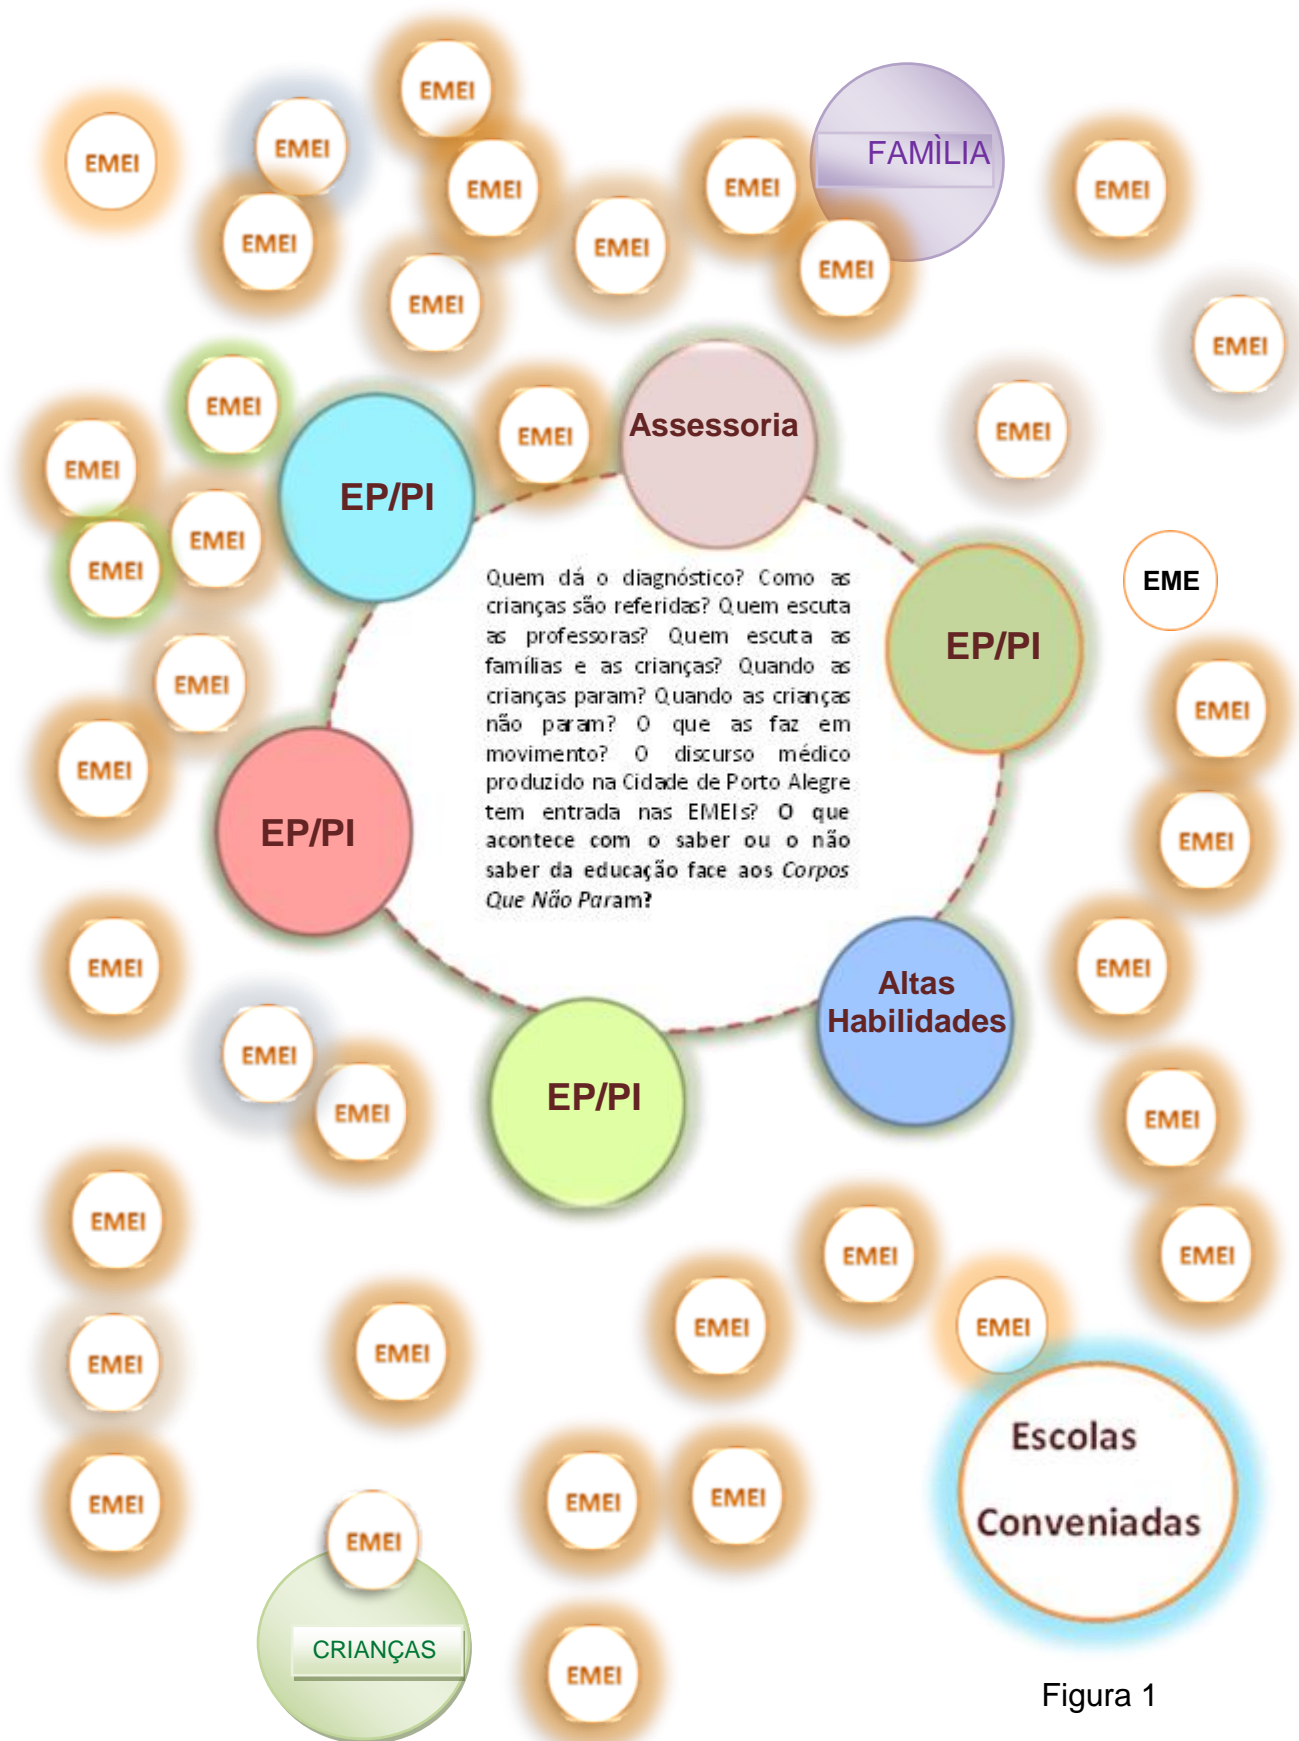 EMEI
EMEI
EMEI
FAMÌLIA
EMEI
EMEI
EMEI
EMEI
EMEI
EMEI
EMEI
EMEI
EMEI
EMEI
EMEI
Assessoria
EMEI
EMEI
EMEI
EP/PI
EMEI
EMEI
Quem dá o diagnóstico? Como as
crianças são referidas? Quem escuta
as professoras? Quem escuta as
famílias e as crianças? Quando as
crianças param? Quando as crianças
não param? O que as faz em
movimento? O discurso médico
produzido na Cidade de Porto Alegre
tem entrada nas EMEIs? O que
acontece com o saber ou o não
saber da educação face aos Corpos
Que Não Param?
EME
EP/PI
EMEI
EMEI
EMEI
EP/PI
EMEI
EMEI
EMEI
Altas
Habilidades
EMEI
EP/PI
EMEI
EMEI
EMEI
EMEI
EMEI
EMEI
EMEI
EMEI
EMEI
EMEI
Escolas
Conveniadas
EMEI
EMEI
EMEI
EMEI
CRIANÇAS
EMEI
Figura 1